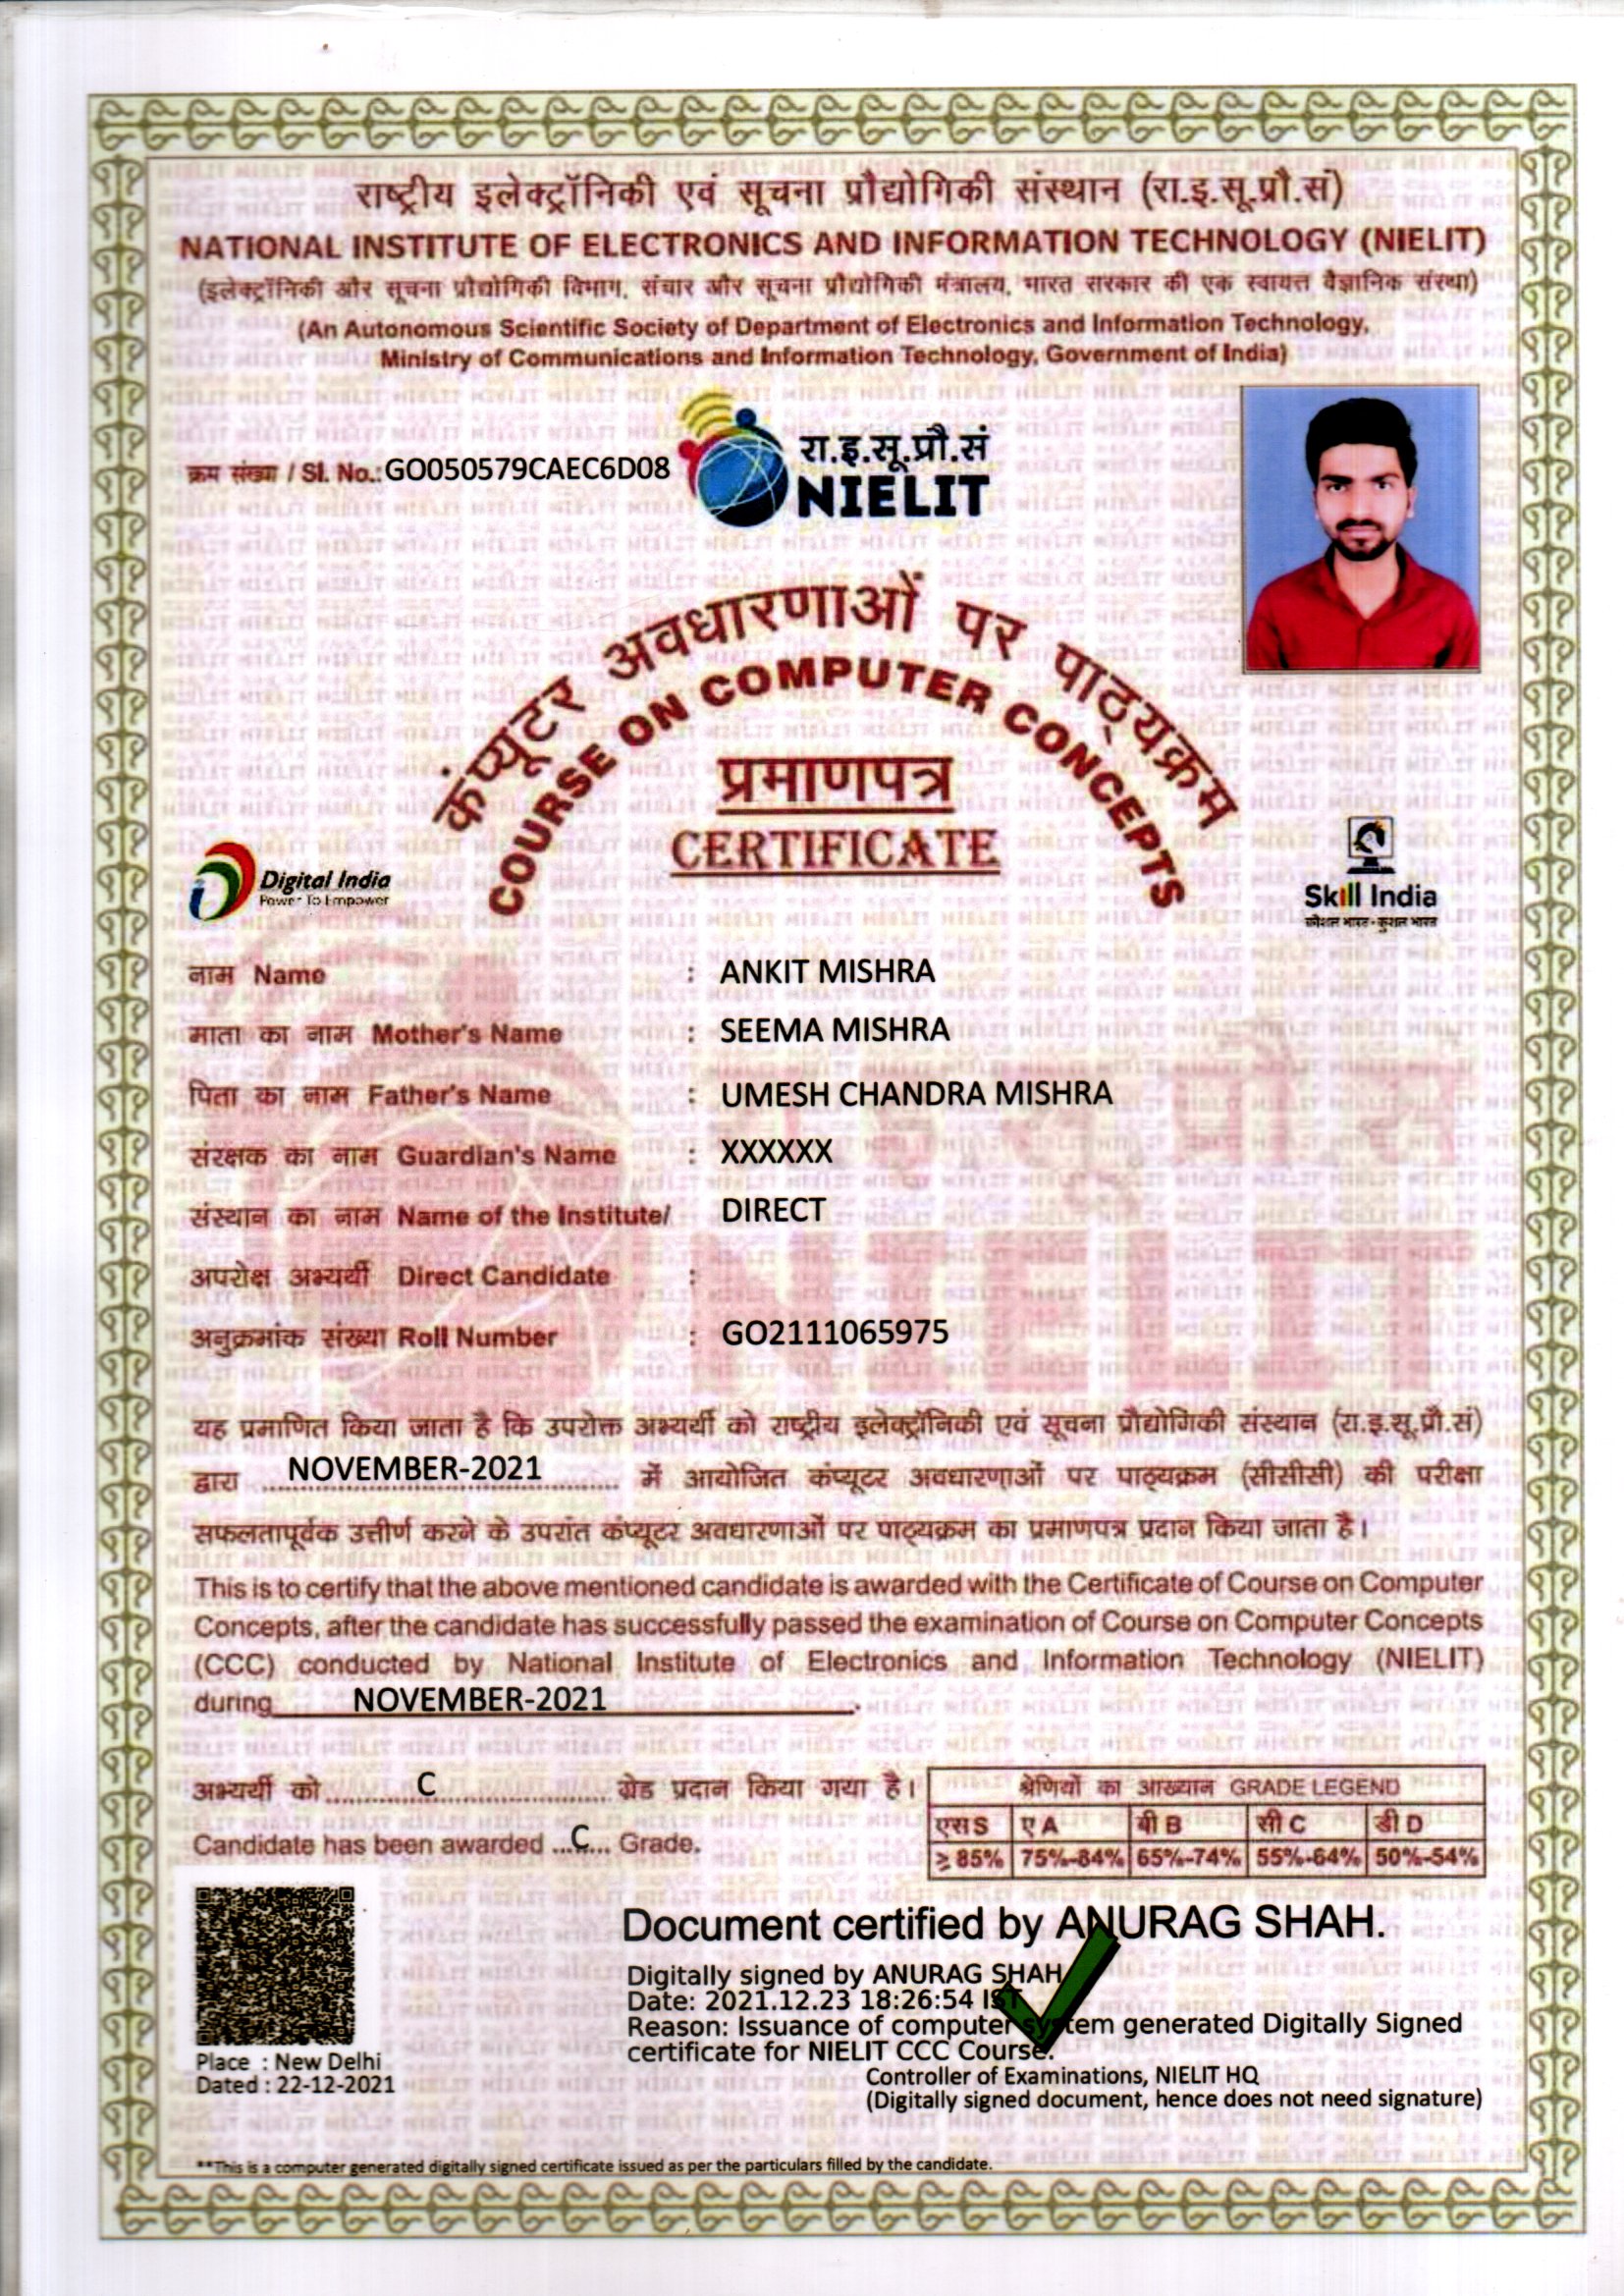 राष्ट्रीय इलेक्ट्रॉनिकी एवं सूचना प्रौद्योगिकी संस्थान (रा.इ.सू.प्रौ.सं)
NATIONAL INSTITUTE OF ELECTRONICS AND INFORMATION TECHNOLOGY (NIELIT)
(इलेक्ट्रॉनिकी और सूचना प्रौद्योगिकी विभाग, संचार और सूचना प्रौद्योगिकी मंत्रालय, भारत सरकार की एक स्वायत्त वैज्ञानिक संस्था)
(An Autonomous Scientific Society of Department of Electronics and Information Technology,
Ministry of Communications and Information Technology, Government of India)
क्रम संख्या / Sl. No.: GO050579CAEC6D08
रा.इ.सू.प्रौ.सं
NIELIT
कंप्यूटर अवधारणाओं पर पाठ्यक्रम
COURSE ON COMPUTER CONCEPTS
प्रमाणपत्र
CERTIFICATE
Digital India
Power To Empower
Skill India
कौशल भारत - कुशल भारत
नाम Name : ANKIT MISHRA
माता का नाम Mother's Name : SEEMA MISHRA
पिता का नाम Father's Name : UMESH CHANDRA MISHRA
संरक्षक का नाम Guardian's Name : XXXXXX
संस्थान का नाम Name of the Institute/ DIRECT
अपरोक्ष अभ्यर्थी Direct Candidate :
अनुक्रमांक संख्या Roll Number : GO2111065975
यह प्रमाणित किया जाता है कि उपरोक्त अभ्यर्थी को राष्ट्रीय इलेक्ट्रॉनिकी एवं सूचना प्रौद्योगिकी संस्थान (रा.इ.सू.प्रौ.सं)
द्वारा NOVEMBER-2021 में आयोजित कंप्यूटर अवधारणाओं पर पाठ्यक्रम (सीसीसी) की परीक्षा
सफलतापूर्वक उत्तीर्ण करने के उपरांत कंप्यूटर अवधारणाओं पर पाठ्यक्रम का प्रमाणपत्र प्रदान किया जाता है।
This is to certify that the above mentioned candidate is awarded with the Certificate of Course on Computer
Concepts, after the candidate has successfully passed the examination of Course on Computer Concepts
(CCC) conducted by National Institute of Electronics and Information Technology (NIELIT)
during NOVEMBER-2021.
अभ्यर्थी को C ग्रेड प्रदान किया गया है।
Candidate has been awarded ...C... Grade.
श्रेणियों का आख्यान GRADE LEGEND
एस S ए A बी B सी C डी D
≥ 85% 75%-84% 65%-74% 55%-64% 50%-54%
Document certified by ANURAG SHAH.
Digitally signed by ANURAG SHAH
Date: 2021.12.23 18:26:54 IST
Reason: Issuance of computer system generated Digitally Signed
certificate for NIELIT CCC Course.
Place : New Delhi
Dated : 22-12-2021
Controller of Examinations, NIELIT HQ
(Digitally signed document, hence does not need signature)
**This is a computer generated digitally signed certificate issued as per the particulars filled by the candidate.